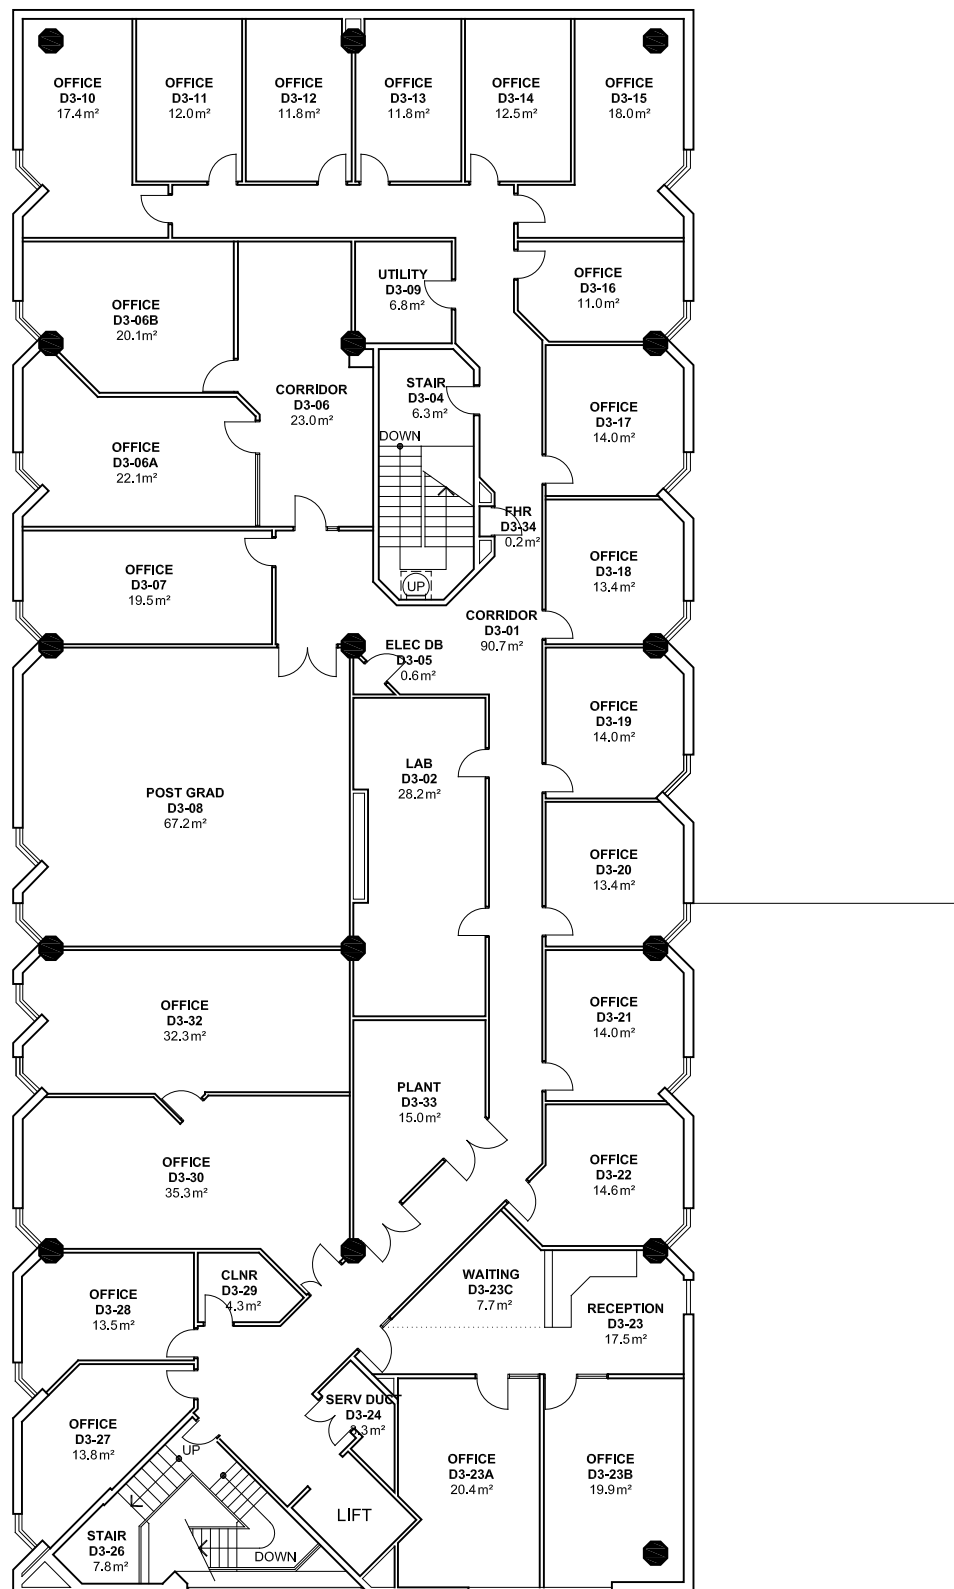 OFFICE
D3-10
17.4m²
OFFICE
D3-11
12.0m²
OFFICE
D3-12
11.8m²
OFFICE
D3-13
11.8m²
OFFICE
D3-14
12.5m²
OFFICE
D3-15
18.0m²
OFFICE
D3-06B
20.1m²
UTILITY
D3-09
6.8m²
OFFICE
D3-16
11.0m²
CORRIDOR
D3-06
23.0m²
STAIR
D3-04
6.3m²
DOWN
OFFICE
D3-17
14.0m²
OFFICE
D3-06A
22.1m²
FHR
D3-34
0.2m²
OFFICE
D3-07
19.5m²
UP
OFFICE
D3-18
13.4m²
CORRIDOR
D3-01
90.7m²
ELEC DB
D3-05
0.6m²
OFFICE
D3-19
14.0m²
POST GRAD
D3-08
67.2m²
LAB
D3-02
28.2m²
OFFICE
D3-20
13.4m²
OFFICE
D3-32
32.3m²
OFFICE
D3-21
14.0m²
PLANT
D3-33
15.0m²
OFFICE
D3-30
35.3m²
OFFICE
D3-22
14.6m²
OFFICE
D3-28
13.5m²
CLNR
D3-29
4.3m²
WAITING
D3-23C
7.7m²
RECEPTION
D3-23
17.5m²
OFFICE
D3-27
13.8m²
SERV DUCT
D3-24
UP
OFFICE
D3-23A
20.4m²
OFFICE
D3-23B
19.9m²
LIFT
STAIR
D3-26
7.8m²
DOWN